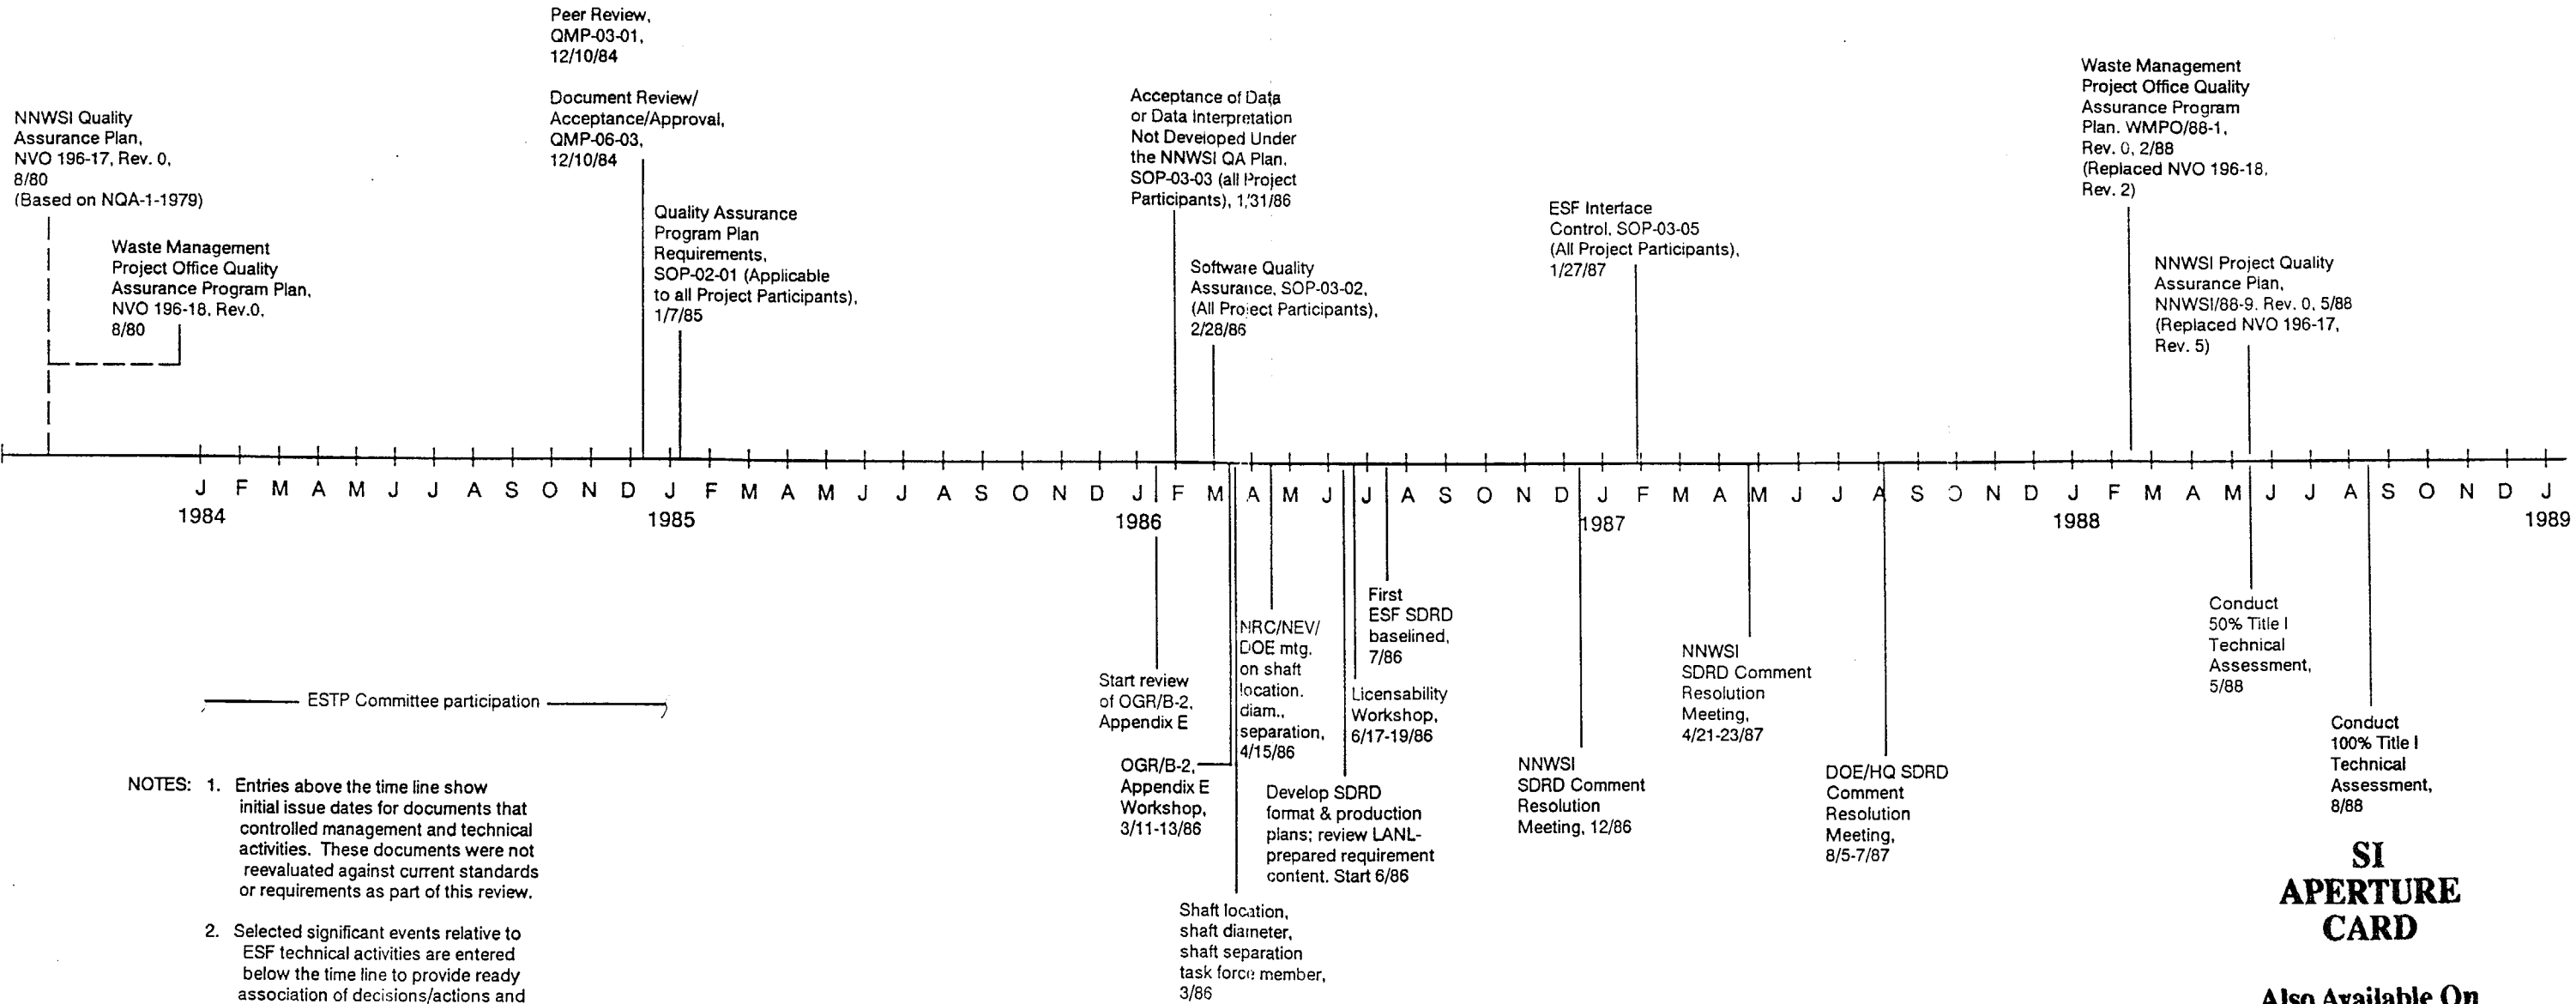 Peer Review,
QMP-03-01,
12/10/84
Document Review/
Acceptance/Approval,
QMP-06-03,
12/10/84
NNWSI Quality
Assurance Plan,
NVO 196-17, Rev. 0,
8/80
(Based on NQA-1-1979)
Waste Management
Project Office Quality
Assurance Program Plan,
NVO 196-18, Rev.0,
8/80
Quality Assurance
Program Plan
Requirements,
SOP-02-01 (Applicable
to all Project Participants),
1/7/85
Acceptance of Data
or Data Interpretation
Not Developed Under
the NNWSI QA Plan.
SOP-03-03 (all Project
Participants), 1/31/86
Software Quality
Assurance, SOP-03-02,
(All Project Participants),
2/28/86
ESF Interface
Control, SOP-03-05
(All Project Participants),
1/27/87
Waste Management
Project Office Quality
Assurance Program
Plan. WMPO/88-1,
Rev. 0, 2/88
(Replaced NVO 196-18,
Rev. 2)
NNWSI Project Quality
Assurance Plan,
NNWSI/88-9. Rev. 0, 5/88
(Replaced NVO 196-17,
Rev. 5)
J F M A M J J A S O N D J F M A M J J A S O N D J F M A M J J A S O N D J F M A M J J A S O N D J F M A M J J A S O N D J
1984 1985 1986 1987 1988 1989
ESTP Committee participation
Start review
of OGR/B-2,
Appendix E
OGR/B-2,
Appendix E
Workshop,
3/11-13/86
Shaft location,
shaft diameter,
shaft separation
task force member,
3/86
NRC/NEV/
DOE mtg.
on shaft
location.
diam.,
separation,
4/15/86
Develop SDRD
format & production
plans; review LANL-
prepared requirement
content. Start 6/86
Licensability
Workshop,
6/17-19/86
First
ESF SDRD
baselined,
7/86
NNWSI
SDRD Comment
Resolution
Meeting, 12/86
NNWSI
SDRD Comment
Resolution
Meeting,
4/21-23/87
DOE/HQ SDRD
Comment
Resolution
Meeting,
8/5-7/87
Conduct
50% Title I
Technical
Assessment,
5/88
Conduct
100% Title I
Technical
Assessment,
8/88
NOTES: 1. Entries above the time line show
initial issue dates for documents that
controlled management and technical
activities. These documents were not
reevaluated against current standards
or requirements as part of this review.
2. Selected significant events relative to
ESF technical activities are entered
below the time line to provide ready
association of decisions/actions and
SI
APERTURE
CARD
Also Available On